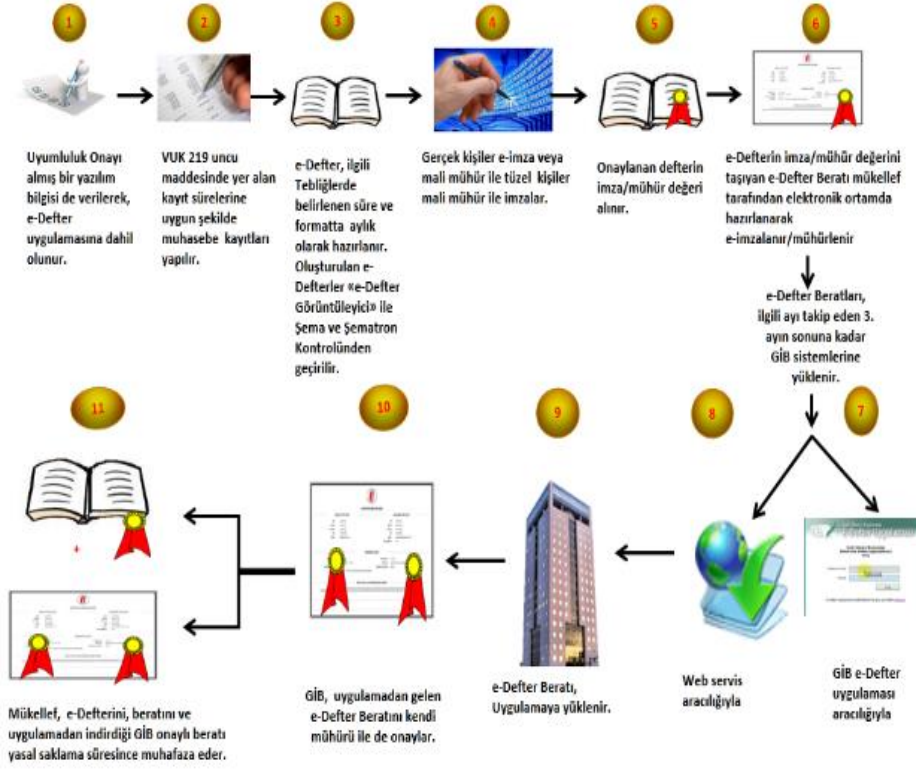 1
2
3
4
5
6
Uyumluluk Onayı
almış bir yazılım
bilgisi de verilerek,
e-Defter
uygulamasına dahil
olunur.
VUK 219 uncu
maddesinde yer alan
kayıt sürelerine
uygun şekilde
muhasebe kayıtları
yapılır.
e-Defter, ilgili
Tebliğlerde
belirlenen süre ve
formatta aylık
olarak hazırlanır.
Oluşturulan e-
Defterler «e-Defter
Görüntüleyici» ile
Şema ve Şematron
Kontrolünden
geçirilir.
Gerçek kişiler e-imza veya
mali mühür ile tüzel kişiler
mali mühür ile imzalar.
Onaylanan defterin
imza/mühür değeri
alınır.
e-Defterin imza/mühür değerini
taşıyan e-Defter Beratı mükellef
tarafından elektronik ortamda
hazırlanarak
e-imzalanır/mühürlenir
e-Defter Beratları,
ilgili ayı takip eden 3.
ayın sonuna kadar
GİB sistemlerine
yüklenir.
7
8
9
10
11
GİB e-Defter
uygulaması
aracılığıyla
Web servis
aracılığıyla
e-Defter Beratı,
Uygulamaya yüklenir.
GİB, uygulamadan gelen
e-Defter Beratını kendi
mühürü ile de onaylar.
+
Mükellef, e-Defterini, beratını ve
uygulamadan indirdiği GİB onaylı beratı
yasal saklama süresince muhafaza eder.